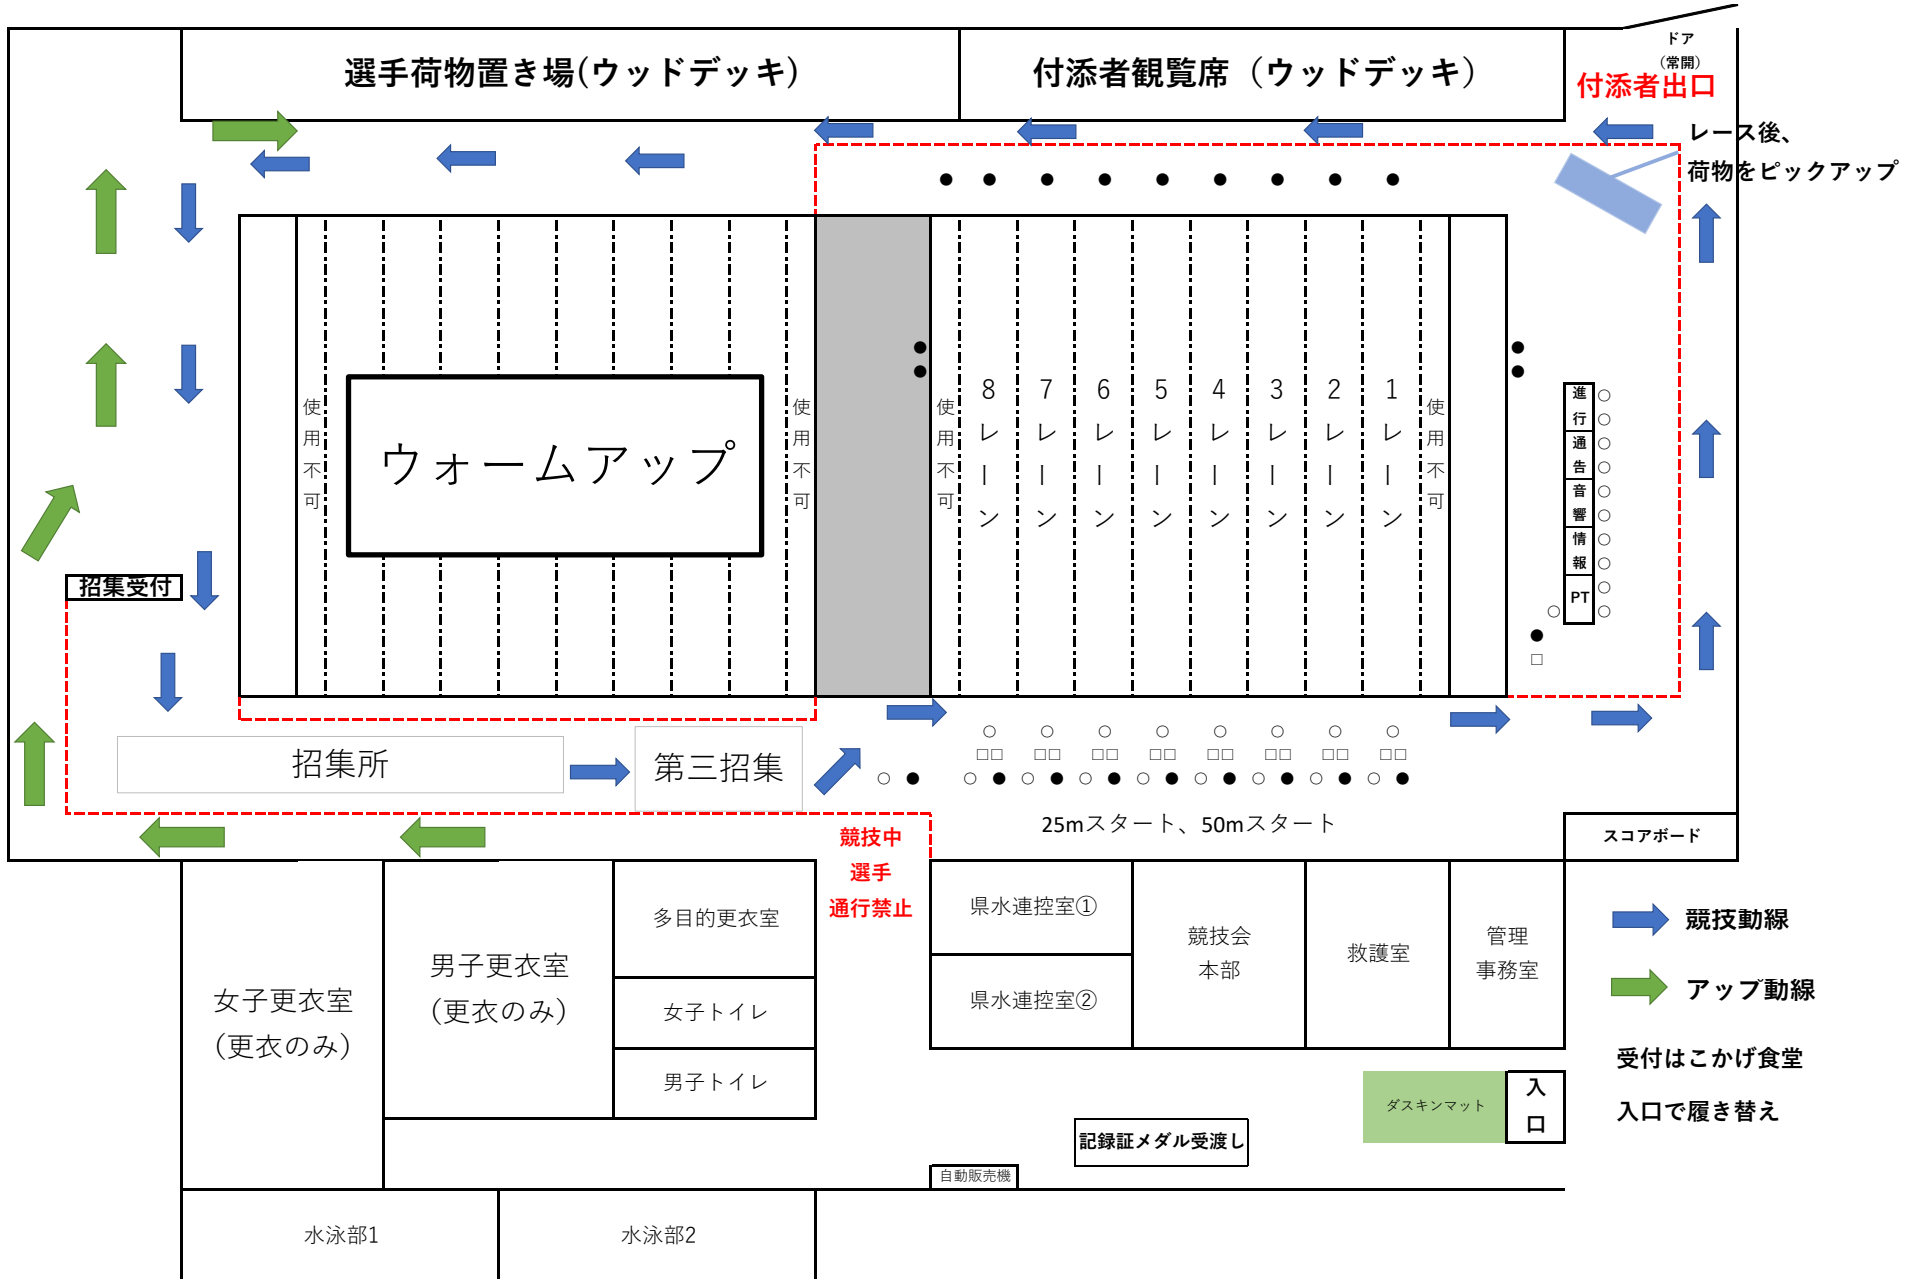 選手荷物置き場(ウッドデッキ)
付添者観覧席（ウッドデッキ）
ドア
（常開）
付添者出口
レース後、
荷物をピックアップ
使用不可
ウォームアップ
使用不可
使用不可
8レーン
7レーン
6レーン
5レーン
4レーン
3レーン
2レーン
1レーン
使用不可
進行
通告
音響
情報
PT
招集受付
招集所
第三招集
25mスタート、50mスタート
競技中
選手
通行禁止
スコアボード
女子更衣室
（更衣のみ）
男子更衣室
（更衣のみ）
多目的更衣室
女子トイレ
男子トイレ
県水連控室①
県水連控室②
競技会
本部
救護室
管理
事務室
競技動線
アップ動線
受付はこかげ食堂
入口で履き替え
ダスキンマット
入口
記録証メダル受渡し
自動販売機
水泳部1
水泳部2